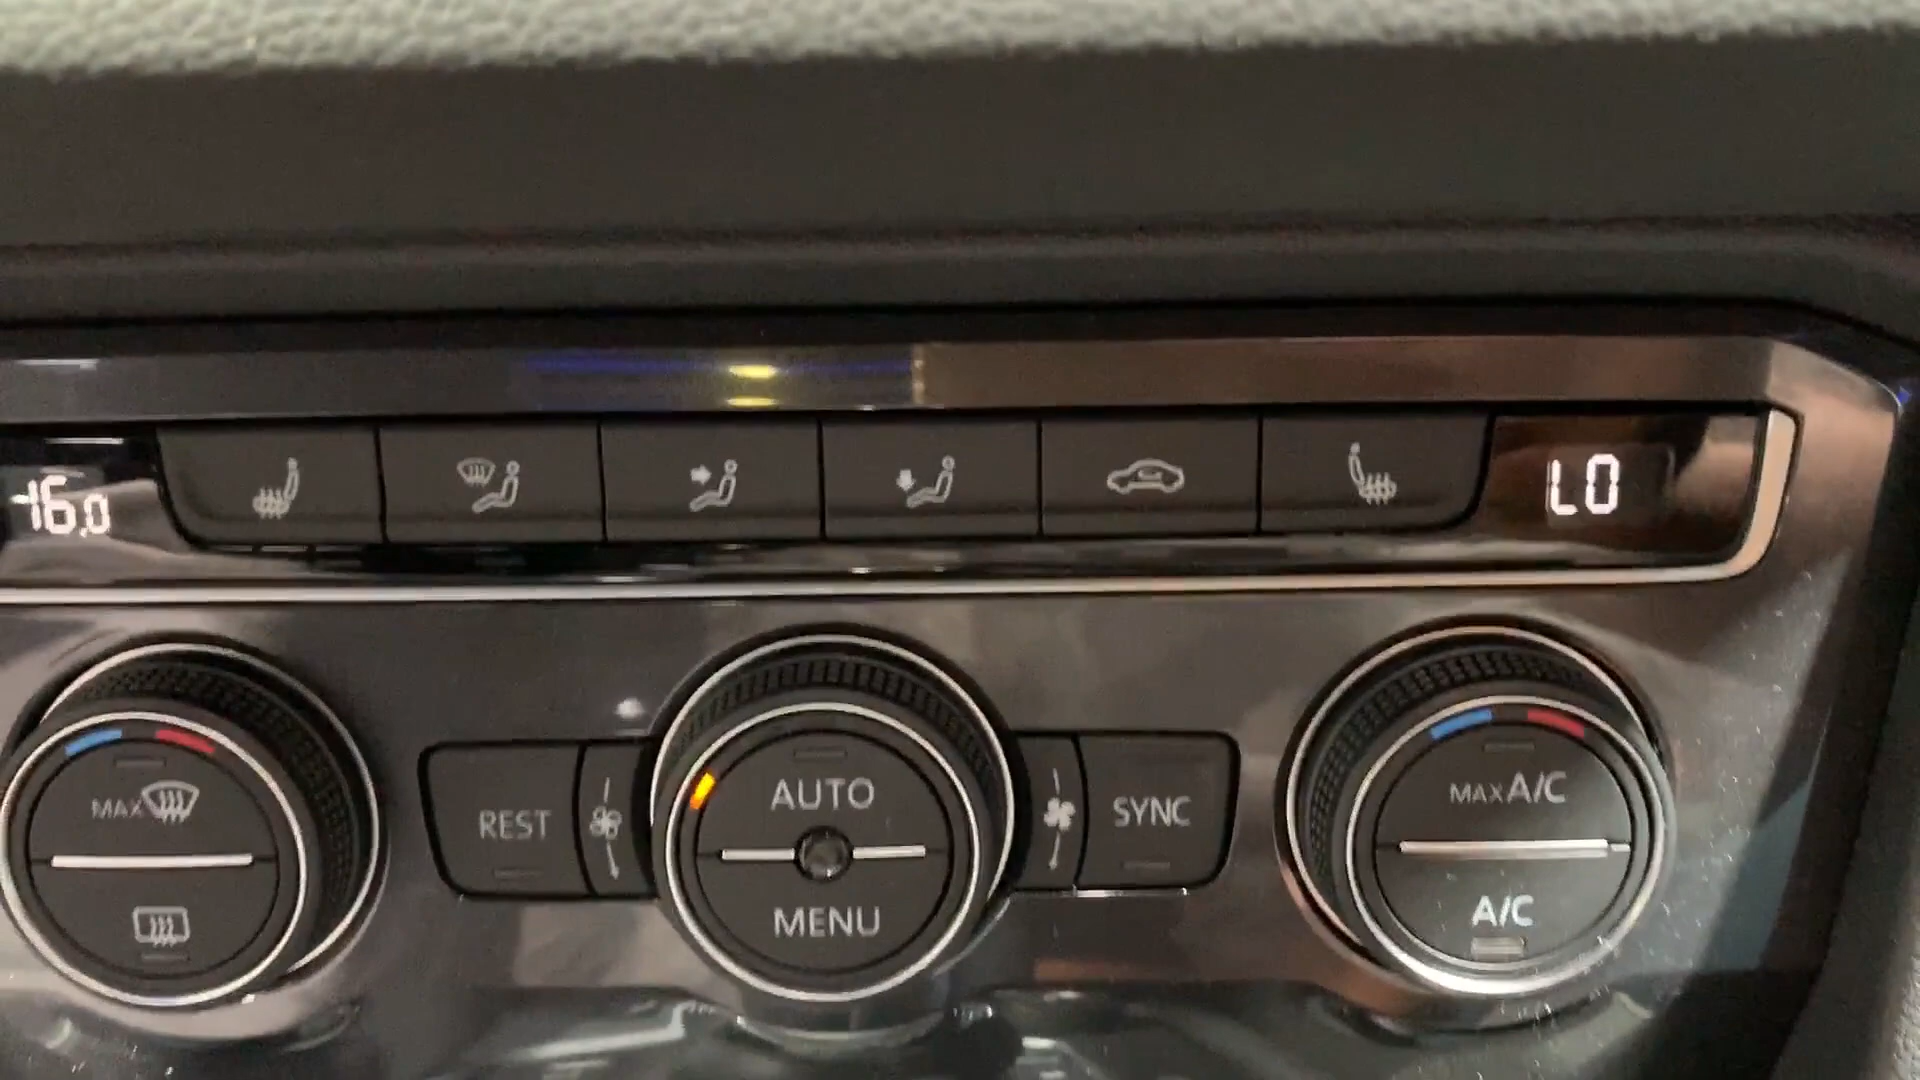 16,0
LO
MAX
REST
AUTO
MENU
SYNC
MAX A/C
A/C